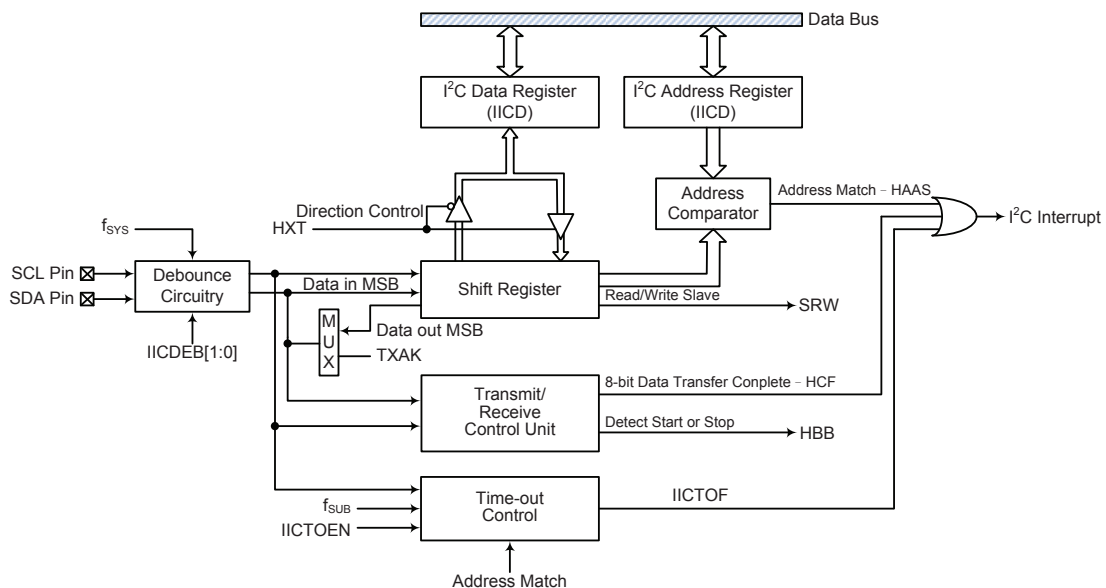 Data Bus
I²C Data Register
(IICD)
I²C Address Register
(IICD)
Direction Control
HXT
Address
Comparator
Address Match - HAAS
I²C Interrupt
fSYS
SCL Pin
SDA Pin
Debounce
Circuitry
IICDEB[1:0]
Data in MSB
Shift Register
Read/Write Slave
SRW
MUX
Data out MSB
TXAK
Transmit/
Receive
Control Unit
8-bit Data Transfer Conplete - HCF
Detect Start or Stop
HBB
fSUB
IICTOEN
Time-out
Control
IICTOF
Address Match